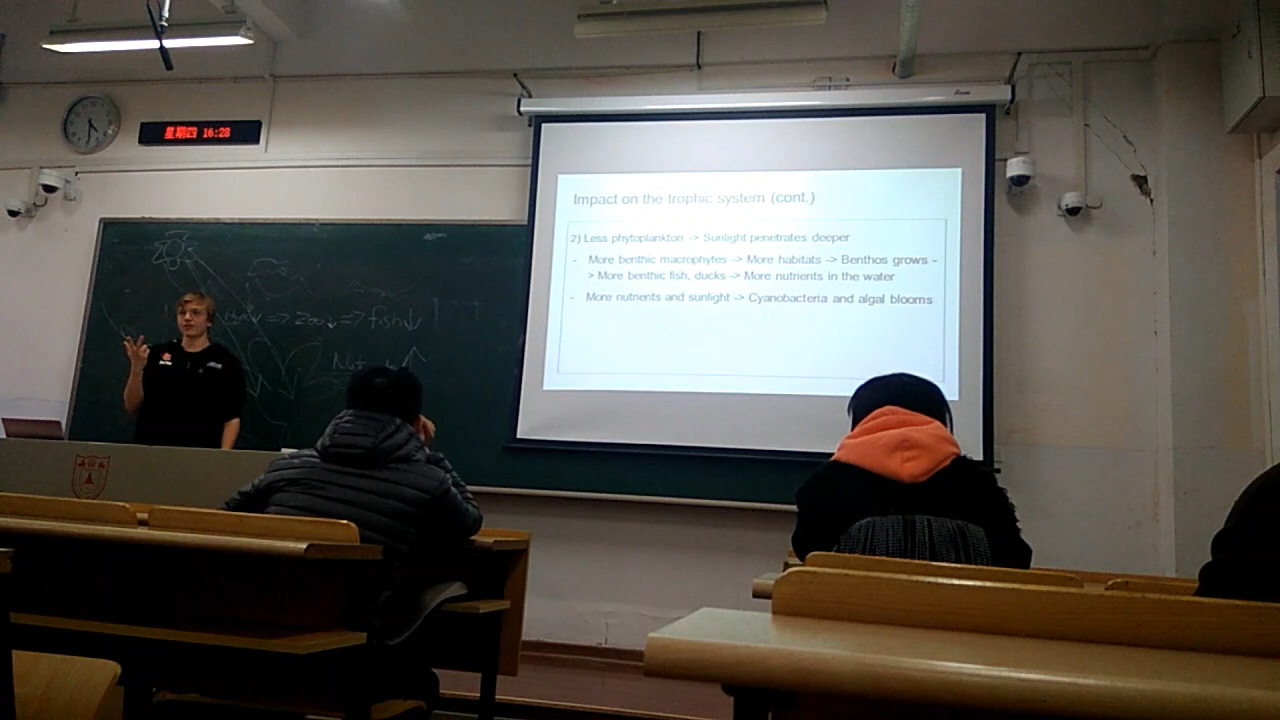 星期四 16:28
Impact on the trophic system (cont.)
2) Less phytoplankton -> Sunlight penetrates deeper
- More benthic macrophytes -> More habitats -> Benthos grows -
> More benthic fish, ducks -> More nutrients in the water
- More nutrients and sunlight -> Cyanobacteria and algal blooms
=> Zoo↓ => fish↓